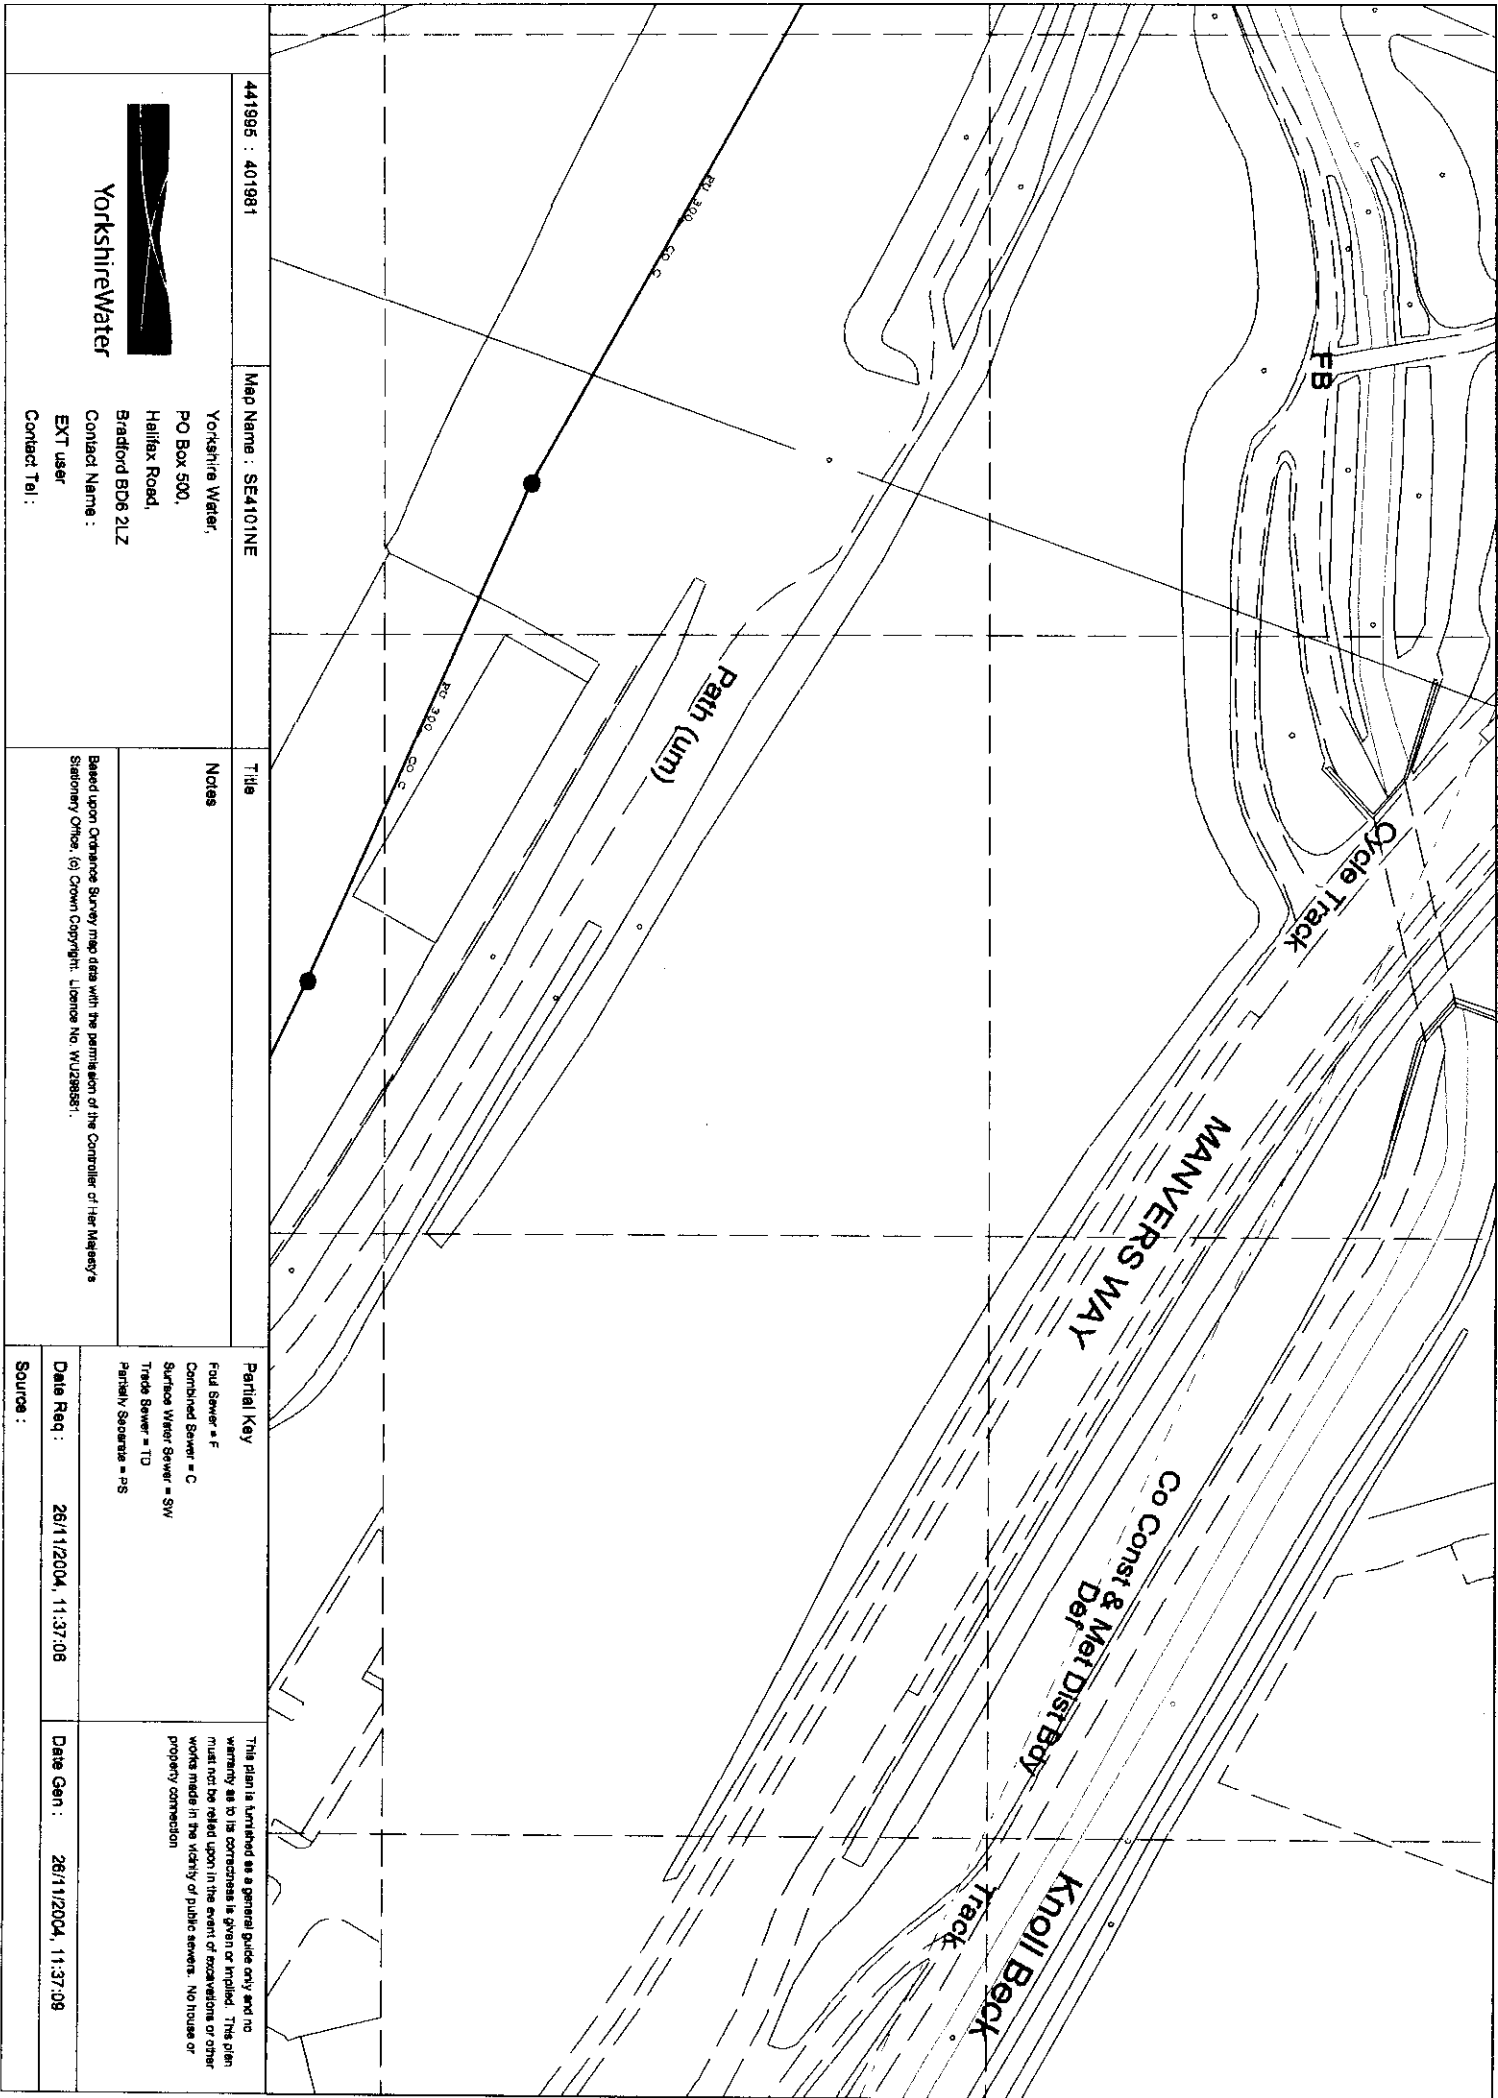 FB
Cycle Track
MANVERS WAY
Co Const & Met Dist Bdy
Def
Track
Knoll Beck
Path (um)
PU 300 CO C
PU 300 CO C
441995 : 401981
Map Name : SE4101NE
Title
YorkshireWater
Yorkshire Water,
PO Box 500,
Halifax Road,
Bradford BD6 2LZ
Contact Name :
EXT user
Contact Tel :
Notes
Based upon Ordnance Survey map data with the permission of the Controller of Her Majesty's
Stationery Office, (c) Crown Copyright. Licence No. WU298581.
Partial Key
Foul Sewer = F
Combined Sewer = C
Surface Water Sewer = SW
Trade Sewer = TD
Partially Separate = PS
This plan is furnished as a general guide only and no
warranty as to its correctness is given or implied. This plan
must not be relied upon in the event of excavations or other
works made in the vicinity of public sewers. No house or
property connection
Date Req : 26/11/2004, 11:37:06
Date Gen : 26/11/2004, 11:37:09
Source :